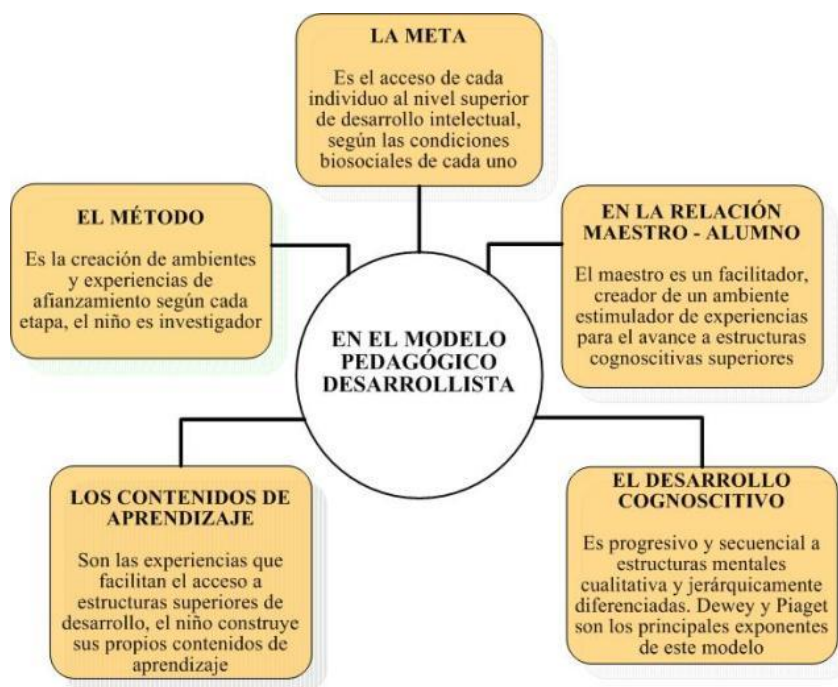 LA META
Es el acceso de cada
individuo al nivel superior
de desarrollo intelectual,
según las condiciones
biosociales de cada uno
EL MÉTODO
Es la creación de ambientes
y experiencias de
afianzamiento según cada
etapa, el niño es investigador
EN LA RELACIÓN
MAESTRO - ALUMNO
El maestro es un facilitador,
creador de un ambiente
estimulador de experiencias
para el avance a estructuras
cognoscitivas superiores
EN EL MODELO
PEDAGÓGICO
DESARROLLISTA
LOS CONTENIDOS DE
APRENDIZAJE
Son las experiencias que
facilitan el acceso a
estructuras superiores de
desarrollo, el niño construye
sus propios contenidos de
aprendizaje
EL DESARROLLO
COGNOSCITIVO
Es progresivo y secuencial a
estructuras mentales
cualitativa y jerárquicamente
diferenciadas. Dewey y Piaget
son los principales exponentes
de este modelo